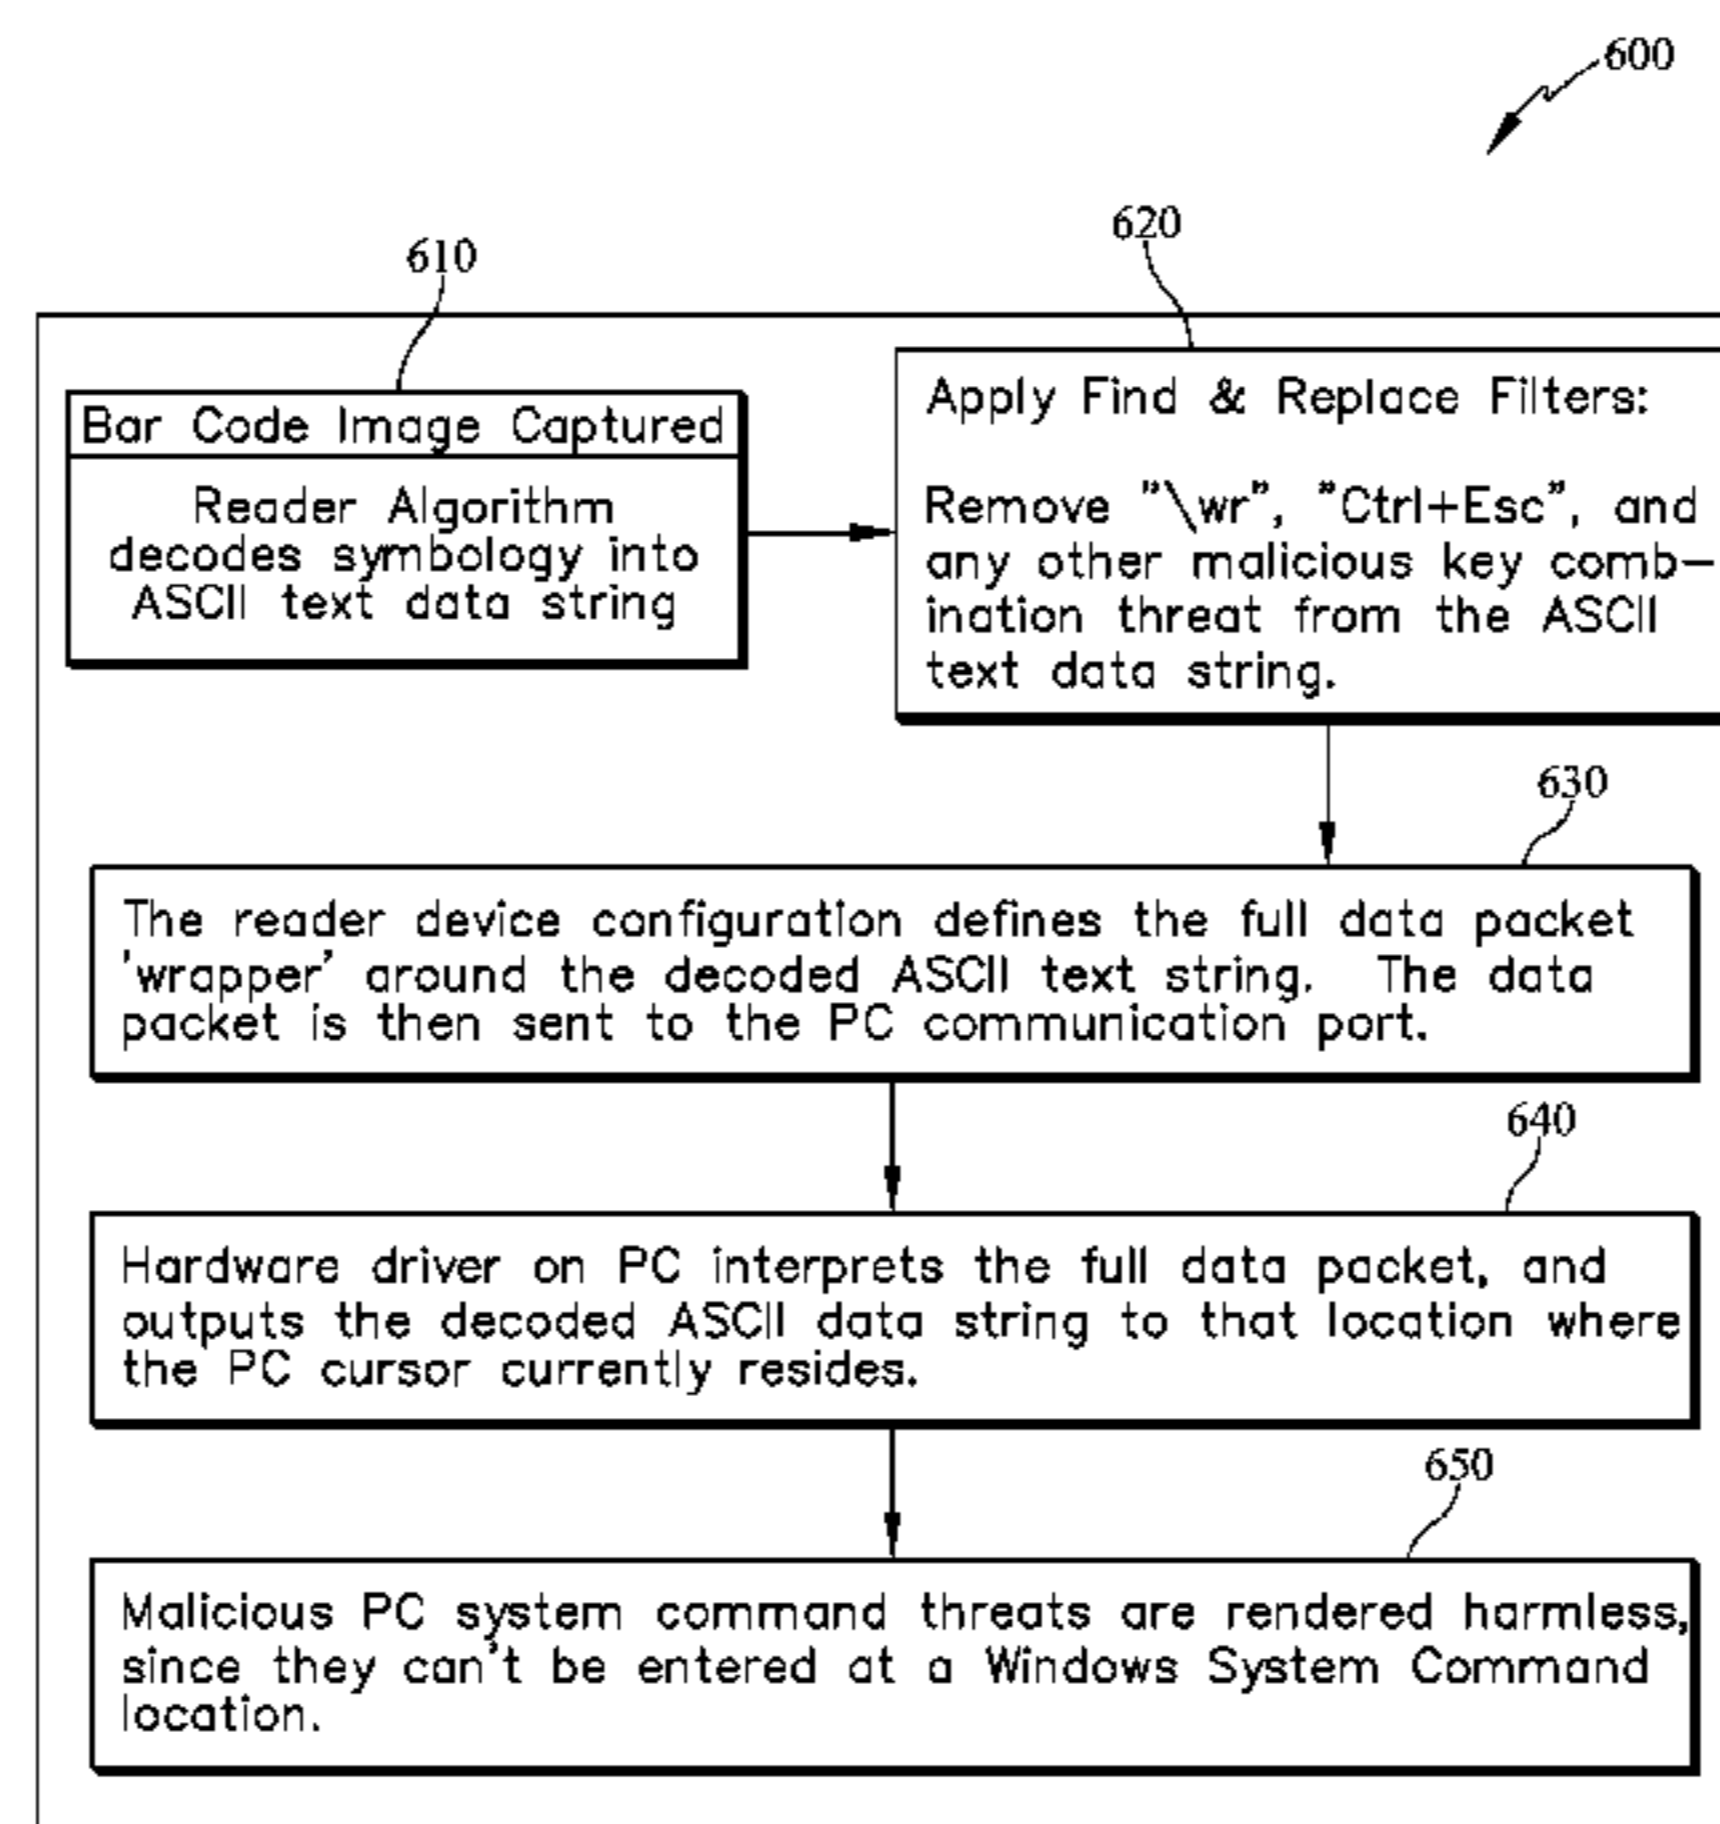 600
620
610
Bar Code Image Captured
Reader Algorithm
decodes symbology into
ASCII text data string
Apply Find & Replace Filters:
Remove "\wr", "Ctrl+Esc", and
any other malicious key comb-
ination threat from the ASCII
text data string.
630
The reader device configuration defines the full data packet
'wrapper' around the decoded ASCII text string. The data
packet is then sent to the PC communication port.
640
Hardware driver on PC interprets the full data packet, and
outputs the decoded ASCII data string to that location where
the PC cursor currently resides.
650
Malicious PC system command threats are rendered harmless,
since they can't be entered at a Windows System Command
location.